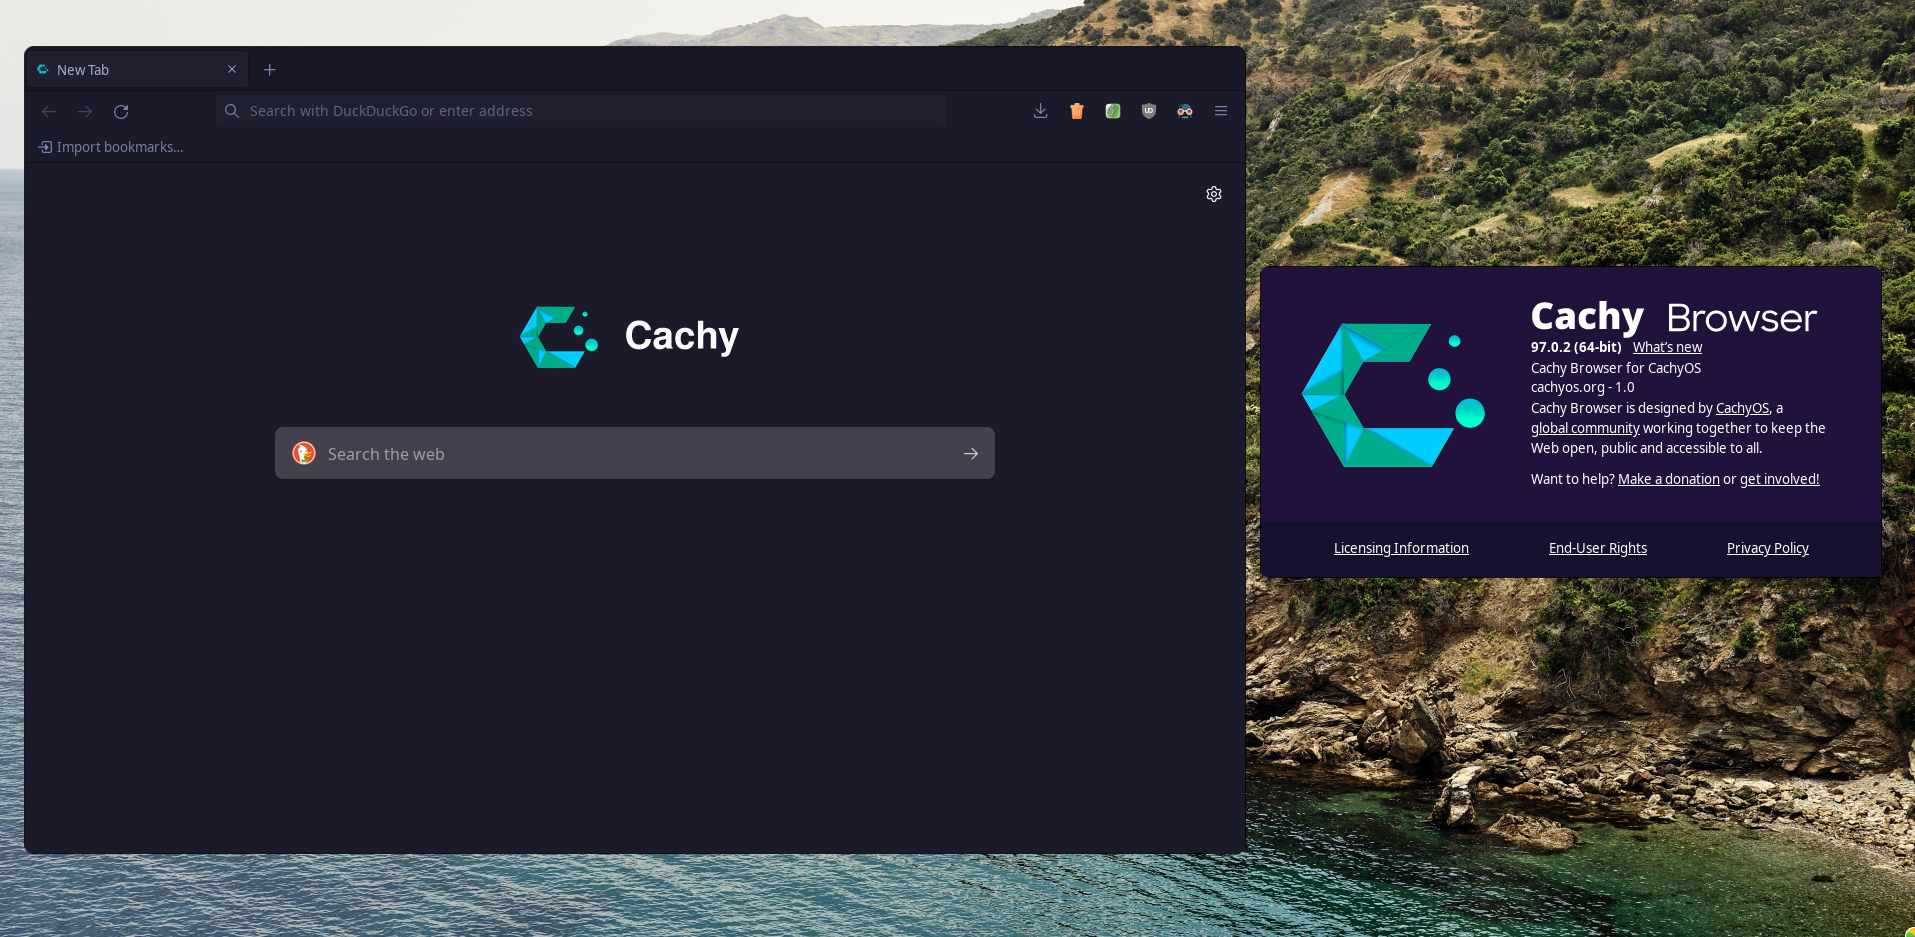 New Tab
Search with DuckDuckGo or enter address
Import bookmarks...
Cachy
Search the web
Cachy Browser
97.0.2 (64-bit) What's new
Cachy Browser for CachyOS
cachyos.org - 1.0
Cachy Browser is designed by CachyOS, a
global community working together to keep the
Web open, public and accessible to all.
Want to help? Make a donation or get involved!
Licensing Information End-User Rights Privacy Policy